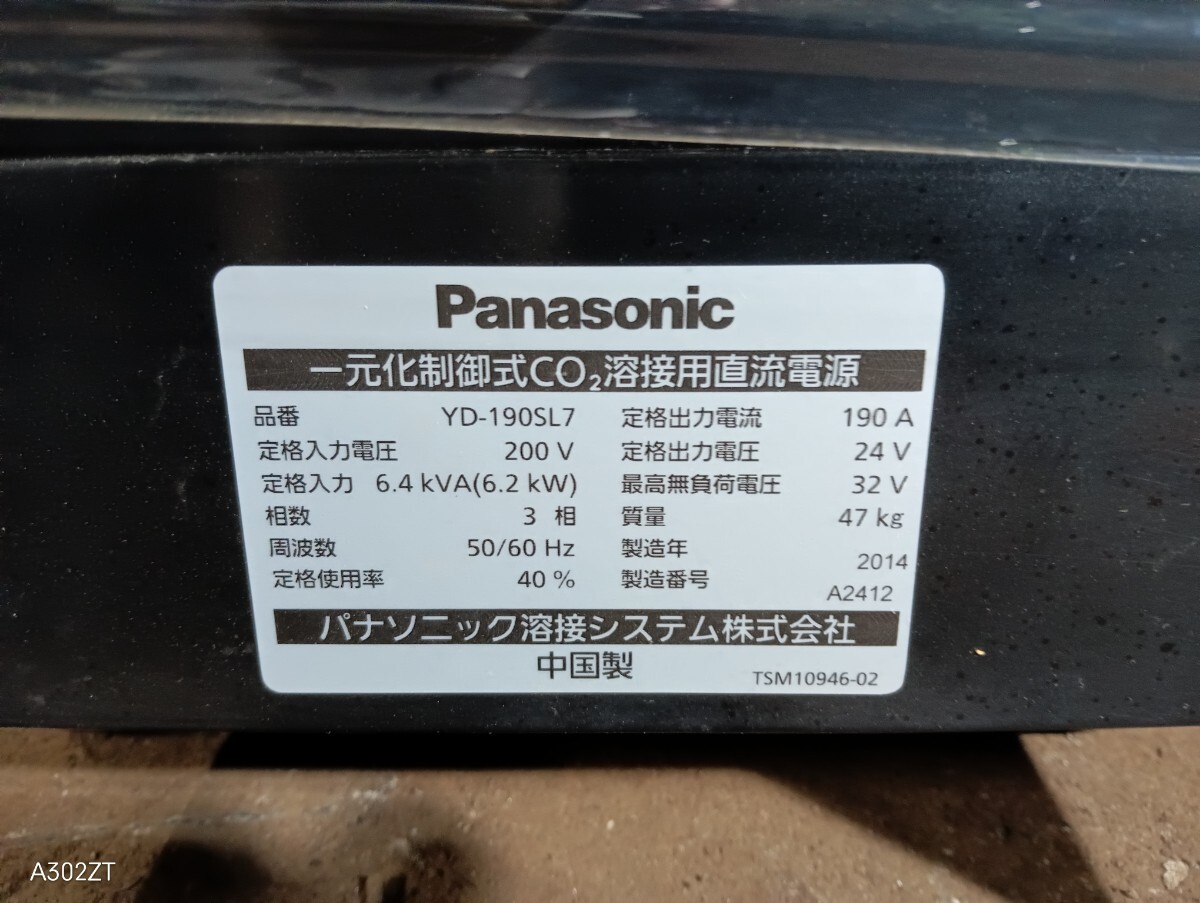 Panasonic
一元化制御式CO₂溶接用直流電源
品番 YD-190SL7 定格出力電流 190 A
定格入力電圧 200 V 定格出力電圧 24 V
定格入力 6.4 kVA(6.2 kW) 最高無負荷電圧 32 V
相数 3 相 質量 47 kg
周波数 50/60 Hz 製造年 2014
定格使用率 40 % 製造番号 A2412
パナソニック溶接システム株式会社
中国製 TSM10946-02
A302ZT